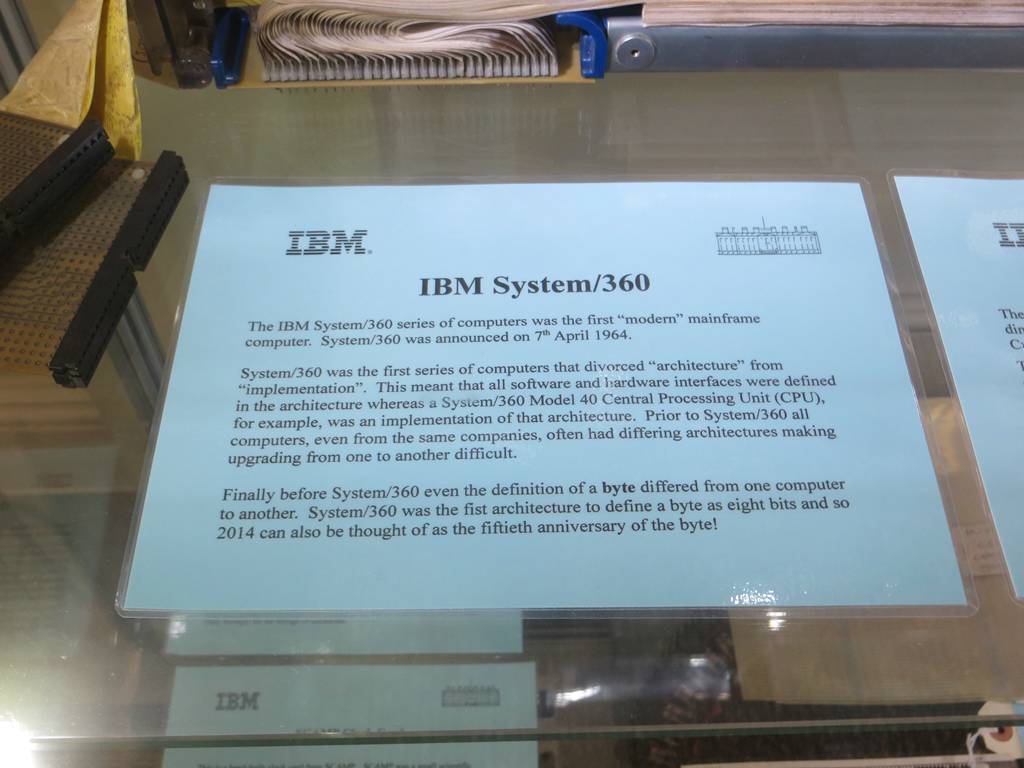 IBM
IBM System/360
The IBM System/360 series of computers was the first “modern” mainframe
computer. System/360 was announced on 7th April 1964.
System/360 was the first series of computers that divorced “architecture” from
“implementation”. This meant that all software and hardware interfaces were defined
in the architecture whereas a System/360 Model 40 Central Processing Unit (CPU),
for example, was an implementation of that architecture. Prior to System/360 all
computers, even from the same companies, often had differing architectures making
upgrading from one to another difficult.
Finally before System/360 even the definition of a byte differed from one computer
to another. System/360 was the fist architecture to define a byte as eight bits and so
2014 can also be thought of as the fiftieth anniversary of the byte!
The
IBM